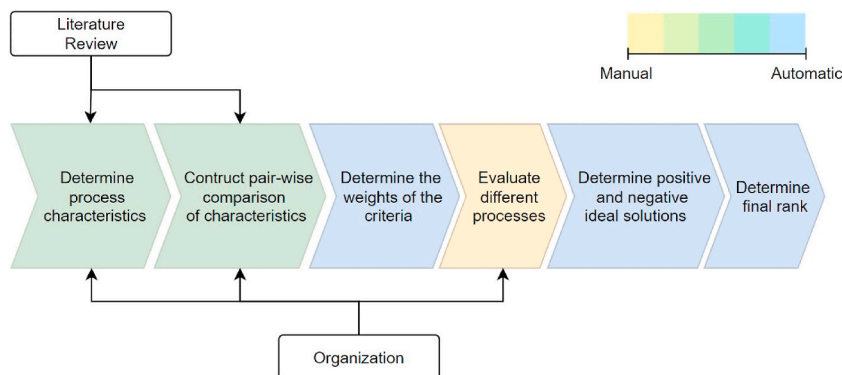 Literature
Review
Manual
Automatic
Determine
process
characteristics
Contruct pair-wise
comparison
of characteristics
Determine the
weights of the
criteria
Evaluate
different
processes
Determine positive
and negative
ideal solutions
Determine
final rank
Organization